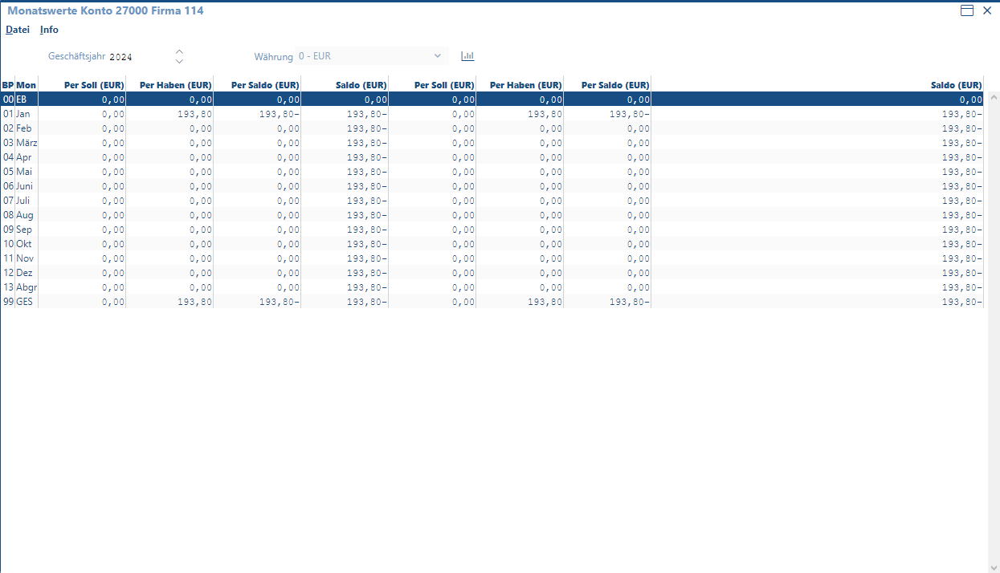 Monatswerte Konto 27000 Firma 114
Datei Info
Geschäftsjahr 2024 Währung 0 - EUR
BP Mon Per Soll (EUR) Per Haben (EUR) Per Saldo (EUR) Saldo (EUR) Per Soll (EUR) Per Haben (EUR) Per Saldo (EUR) Saldo (EUR)
00 EB 0,00 0,00 0,00 0,00 0,00 0,00 0,00 0,00
01 Jan 0,00 193,80 193,80- 193,80- 0,00 193,80 193,80- 193,80-
02 Feb 0,00 0,00 0,00 193,80- 0,00 0,00 0,00 193,80-
03 März 0,00 0,00 0,00 193,80- 0,00 0,00 0,00 193,80-
04 Apr 0,00 0,00 0,00 193,80- 0,00 0,00 0,00 193,80-
05 Mai 0,00 0,00 0,00 193,80- 0,00 0,00 0,00 193,80-
06 Juni 0,00 0,00 0,00 193,80- 0,00 0,00 0,00 193,80-
07 Juli 0,00 0,00 0,00 193,80- 0,00 0,00 0,00 193,80-
08 Aug 0,00 0,00 0,00 193,80- 0,00 0,00 0,00 193,80-
09 Sep 0,00 0,00 0,00 193,80- 0,00 0,00 0,00 193,80-
10 Okt 0,00 0,00 0,00 193,80- 0,00 0,00 0,00 193,80-
11 Nov 0,00 0,00 0,00 193,80- 0,00 0,00 0,00 193,80-
12 Dez 0,00 0,00 0,00 193,80- 0,00 0,00 0,00 193,80-
13 Abgr 0,00 0,00 0,00 193,80- 0,00 0,00 0,00 193,80-
99 GES 0,00 193,80 193,80- 193,80- 0,00 193,80 193,80- 193,80-